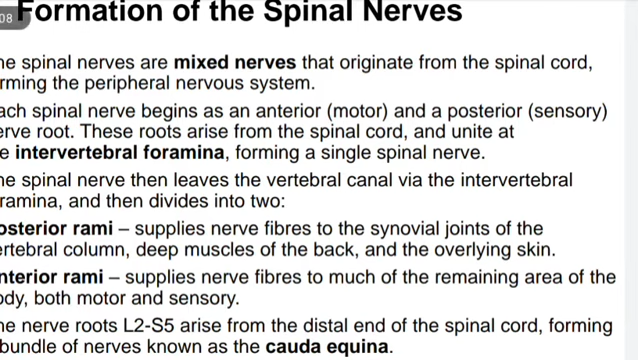 08
Formation of the Spinal Nerves
he spinal nerves are mixed nerves that originate from the spinal cord,
rming the peripheral nervous system.
ach spinal nerve begins as an anterior (motor) and a posterior (sensory)
erve root. These roots arise from the spinal cord, and unite at
e intervertebral foramina, forming a single spinal nerve.
he spinal nerve then leaves the vertebral canal via the intervertebral
ramina, and then divides into two:
osterior rami – supplies nerve fibres to the synovial joints of the
ertebral column, deep muscles of the back, and the overlying skin.
nterior rami – supplies nerve fibres to much of the remaining area of the
ody, both motor and sensory.
he nerve roots L2-S5 arise from the distal end of the spinal cord, forming
bundle of nerves known as the cauda equina.